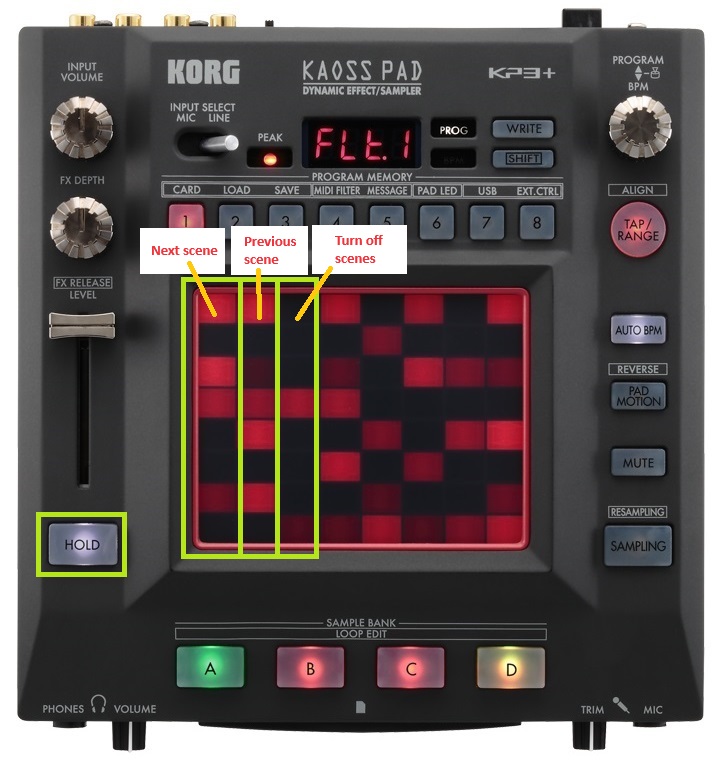 INPUT
VOLUME
KORG
KAOSS PAD
DYNAMIC EFFECT/SAMPLER
KP3+
PROGRAM
BPM
INPUT SELECT
MIC LINE
PEAK
FLt.1
PROG
WRITE
SHIFT
FX DEPTH
PROGRAM MEMORY
CARD LOAD SAVE MIDI FILTER MESSAGE PAD LED USB EXT.CTRL
1 2 3 4 5 6 7 8
ALIGN
TAP/
RANGE
Next scene
Previous
scene
Turn off
scenes
FX RELEASE
LEVEL
AUTO BPM
REVERSE
PAD
MOTION
MUTE
RESAMPLING
SAMPLING
HOLD
SAMPLE BANK
LOOP EDIT
A B C D
PHONES VOLUME
TRIM MIC